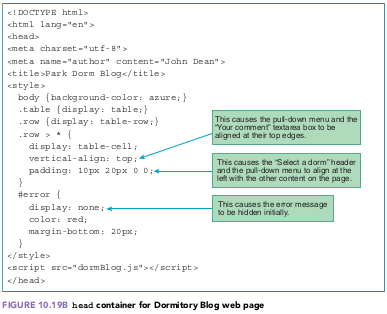 <!DOCTYPE html>
<html lang="en">
<head>
<meta charset="utf-8">
<meta name="author" content="John Dean">
<title>Park Dorm Blog</title>
<style>
body {background-color: azure;}
.table {display: table;}
.row {display: table-row;}
.row > * {
display: table-cell;
vertical-align: top;
padding: 10px 20px 0 0;
}
#error {
display: none;
color: red;
margin-bottom: 20px;
}
</style>
<script src="dormBlog.js"></script>
</head>
This causes the pull-down menu and the
“Your comment” textarea box to be
aligned at their top edges.
This causes the “Select a dorm” header
and the pull-down menu to align at the
left with the other content on the page.
This causes the error message
to be hidden initially.
FIGURE 10.19B head container for Dormitory Blog web page